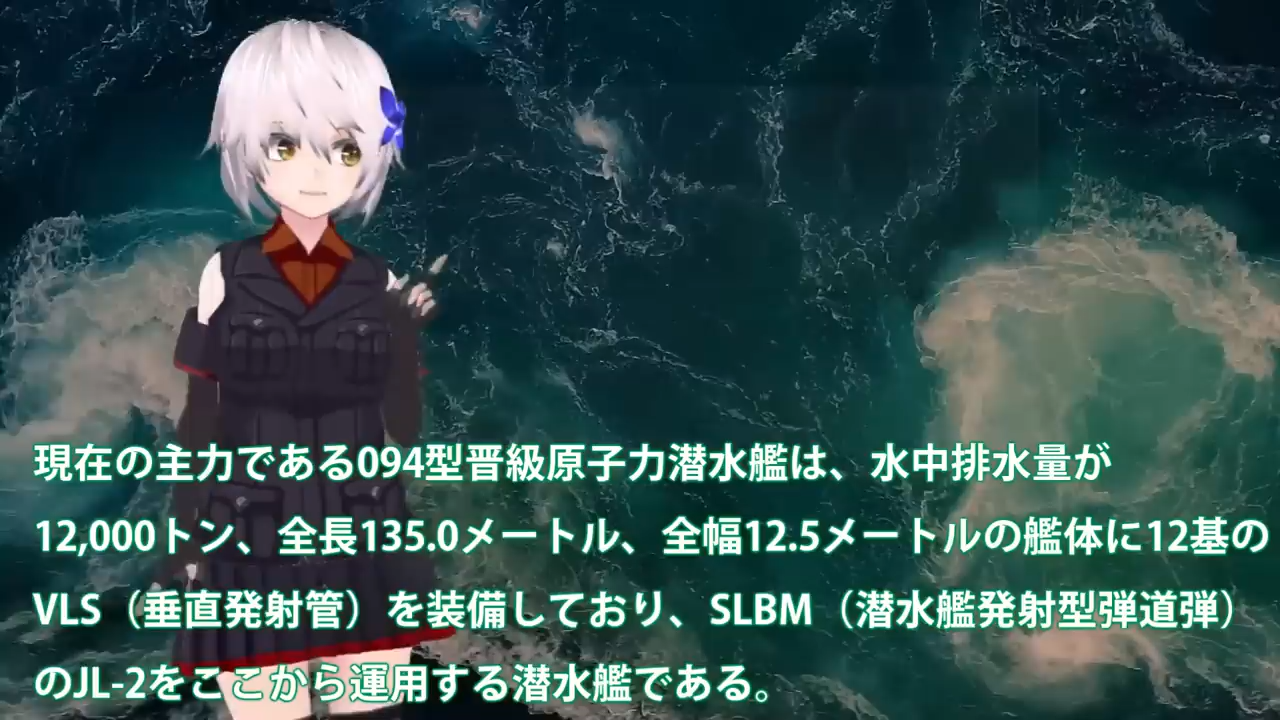 現在の主力である094型晋級原子力潜水艦は、水中排水量が
12,000トン、全長135.0メートル、全幅12.5メートルの艦体に12基の
VLS（垂直発射管）を装備しており、SLBM（潜水艦発射型弾道弾）
のJL-2をここから運用する潜水艦である。